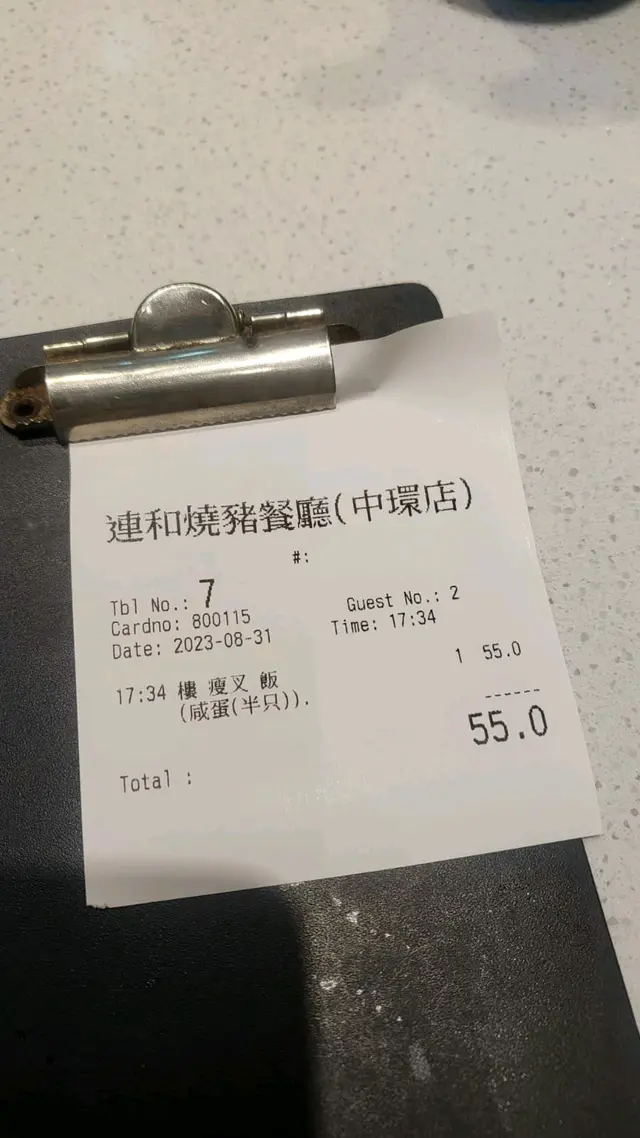 連和燒豬餐廳(中環店)
#:
Tbl No.: 7 Guest No.: 2
Cardno: 800115 Time: 17:34
Date: 2023-08-31
17:34 樓 瘦叉 飯 1 55.0
(咸蛋(半只)).
------
Total : 55.0